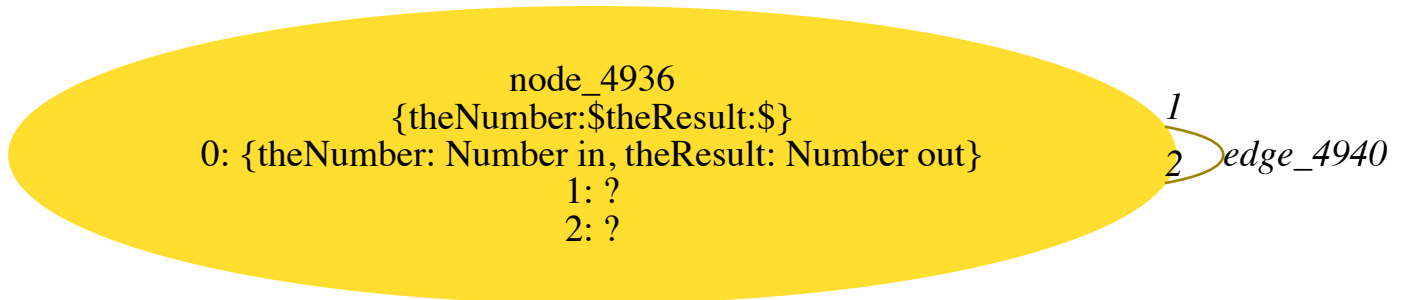 node_4936
{theNumber:$theResult:$}
0: {theNumber: Number in, theResult: Number out}
1: ?
2: ?
1
2
edge_4940